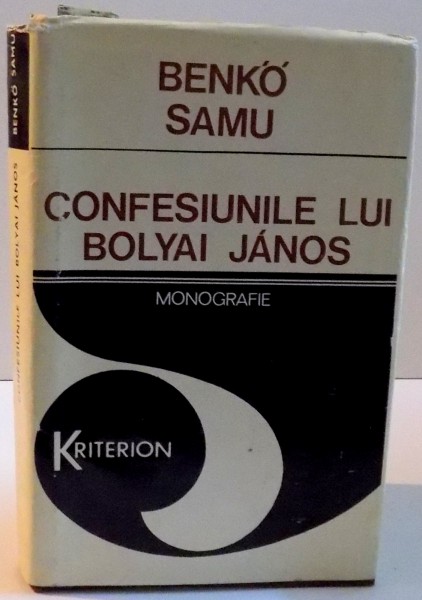 BENKŐ
SAMU
CONFESIUNILE LUI
BOLYAI JÁNOS
MONOGRAFIE
KRITERION
BENKŐ SAMU
CONFESIUNILE LUI BOLYAI JÁNOS